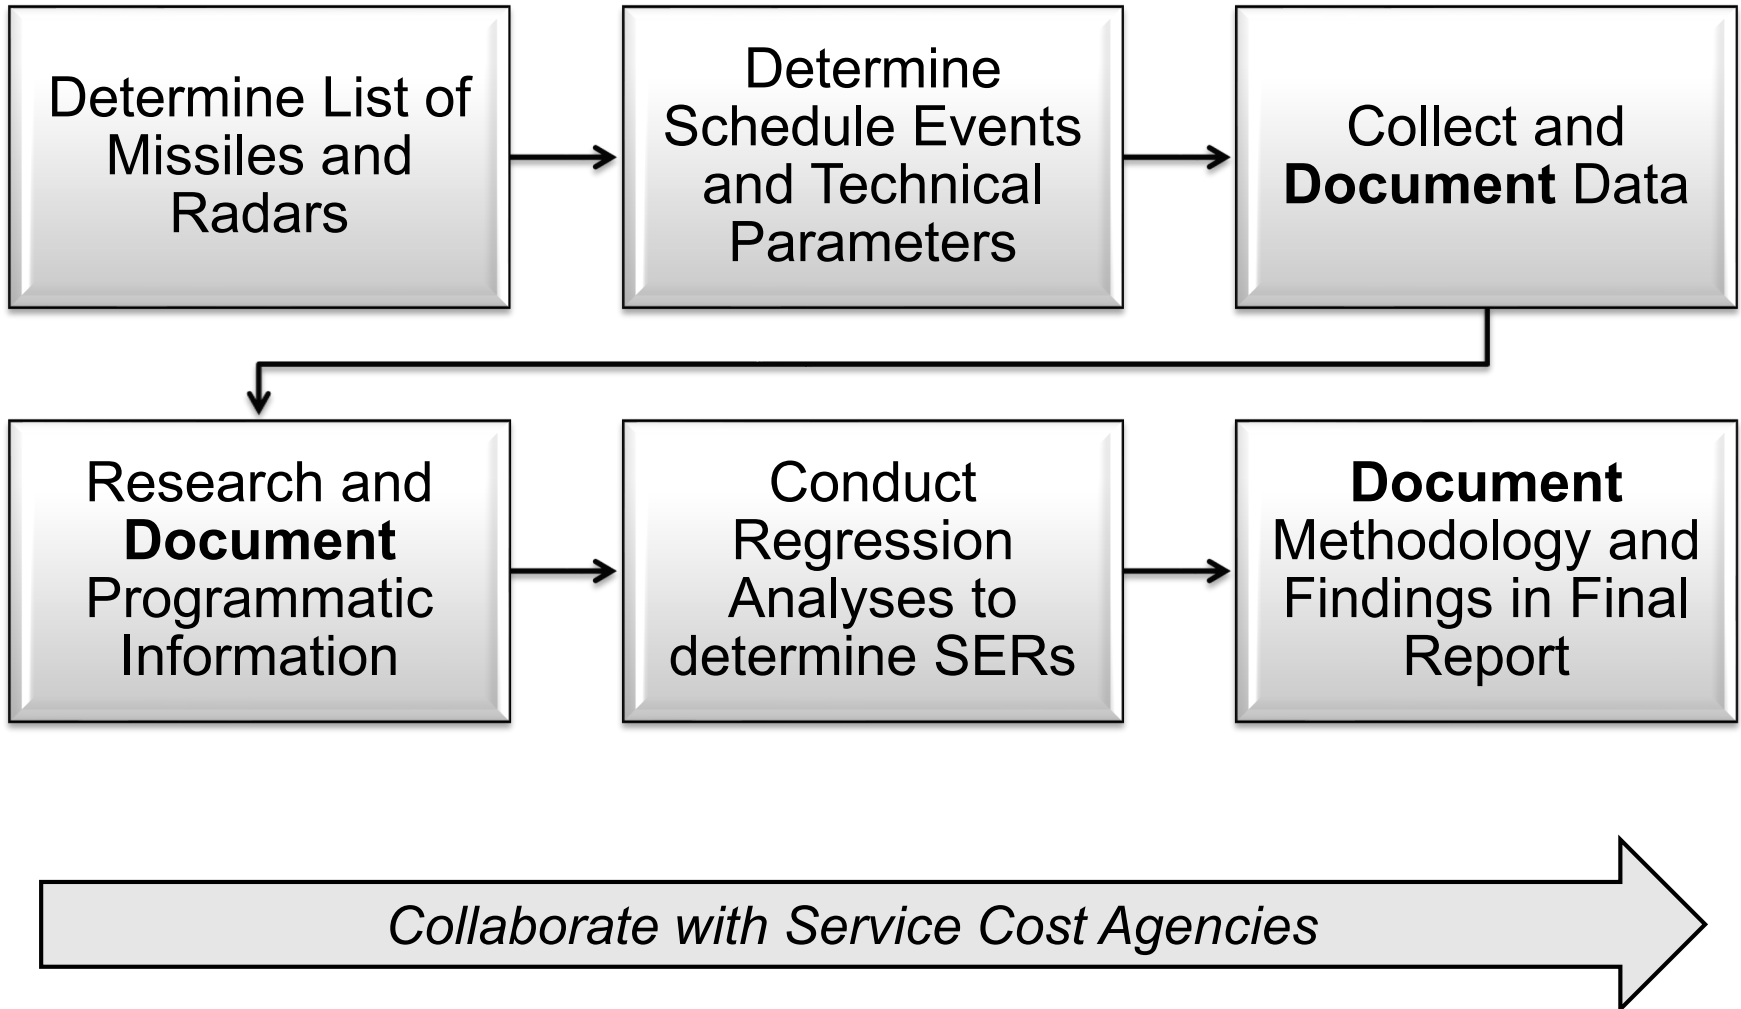 Determine List of
Missiles and
Radars
Determine
Schedule Events
and Technical
Parameters
Collect and
Document Data
Research and
Document
Programmatic
Information
Conduct
Regression
Analyses to
determine SERs
Document
Methodology and
Findings in Final
Report
Collaborate with Service Cost Agencies